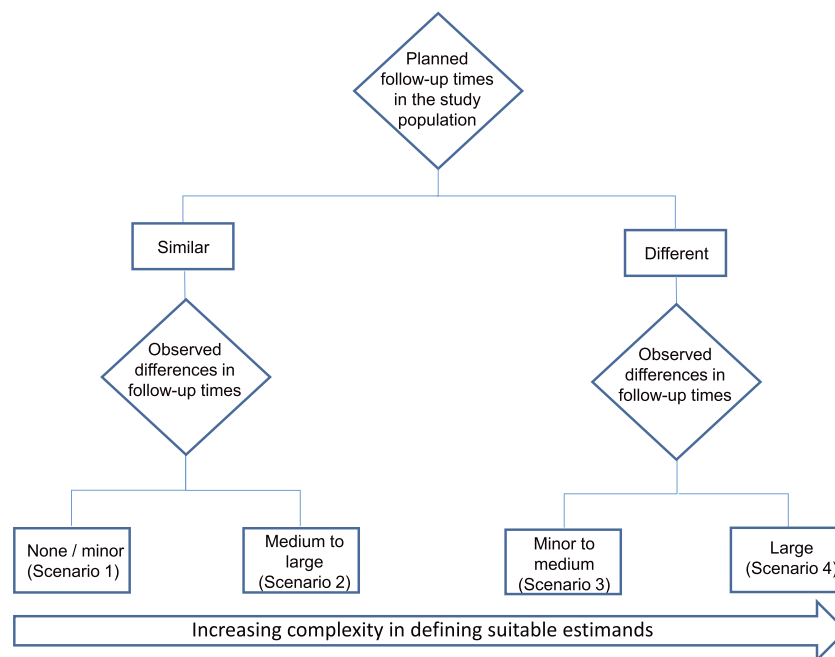 Planned
follow-up times
in the study
population
Similar
Different
Observed
differences in
follow-up times
Observed
differences in
follow-up times
None / minor
(Scenario 1)
Medium to
large
(Scenario 2)
Minor to
medium
(Scenario 3)
Large
(Scenario 4)
Increasing complexity in defining suitable estimands